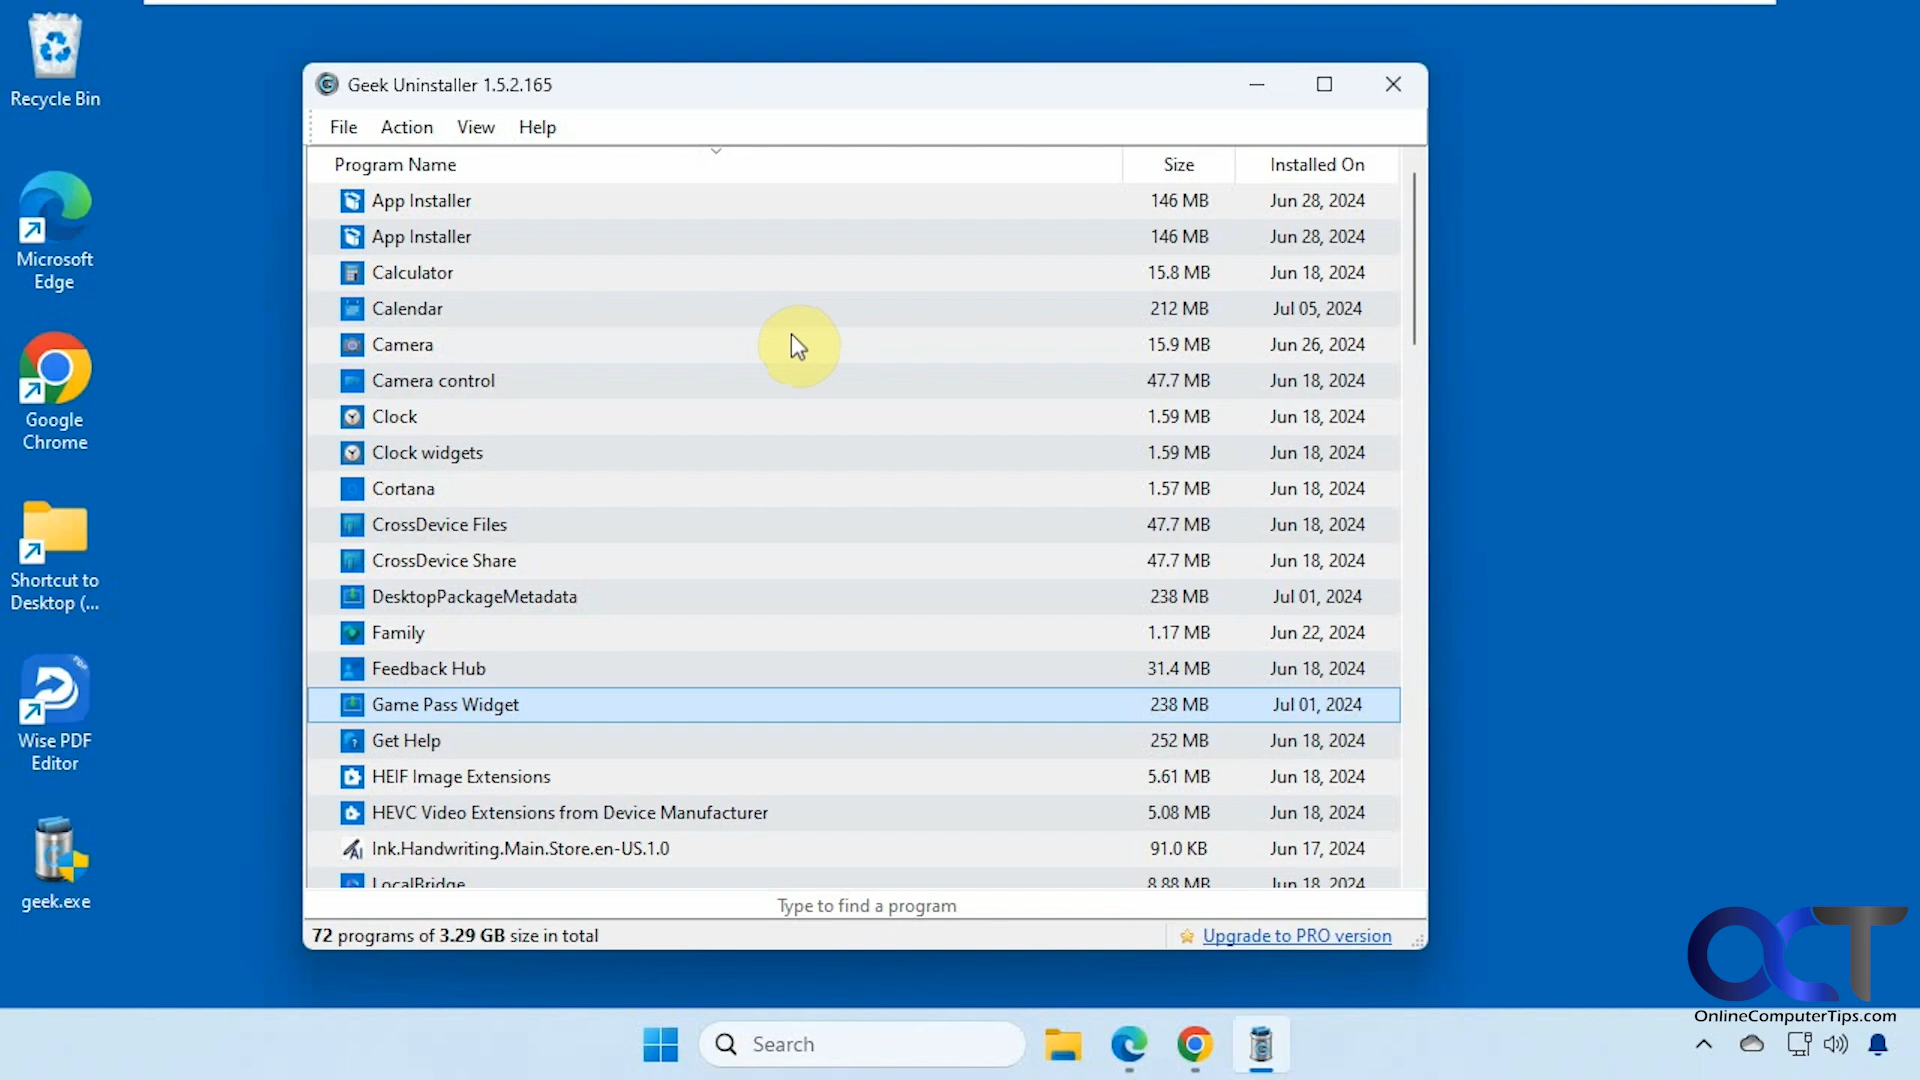 Recycle Bin
Microsoft
Edge
Google
Chrome
Shortcut to
Desktop (...
PDF
Wise PDF
Editor
geek.exe
Geek Uninstaller 1.5.2.165
File Action View Help
Program Name Size Installed On
App Installer 146 MB Jun 28, 2024
App Installer 146 MB Jun 28, 2024
Calculator 15.8 MB Jun 18, 2024
Calendar 212 MB Jul 05, 2024
Camera 15.9 MB Jun 26, 2024
Camera control 47.7 MB Jun 18, 2024
Clock 1.59 MB Jun 18, 2024
Clock widgets 1.59 MB Jun 18, 2024
Cortana 1.57 MB Jun 18, 2024
CrossDevice Files 47.7 MB Jun 18, 2024
CrossDevice Share 47.7 MB Jun 18, 2024
DesktopPackageMetadata 238 MB Jul 01, 2024
Family 1.17 MB Jun 22, 2024
Feedback Hub 31.4 MB Jun 18, 2024
Game Pass Widget 238 MB Jul 01, 2024
Get Help 252 MB Jun 18, 2024
HEIF Image Extensions 5.61 MB Jun 18, 2024
HEVC Video Extensions from Device Manufacturer 5.08 MB Jun 18, 2024
Ink.Handwriting.Main.Store.en-US.1.0 91.0 KB Jun 17, 2024
LocalBridge 8.88 MB Jun 18, 2024
Type to find a program
72 programs of 3.29 GB size in total
Upgrade to PRO version
OCT
OnlineComputerTips.com
Search